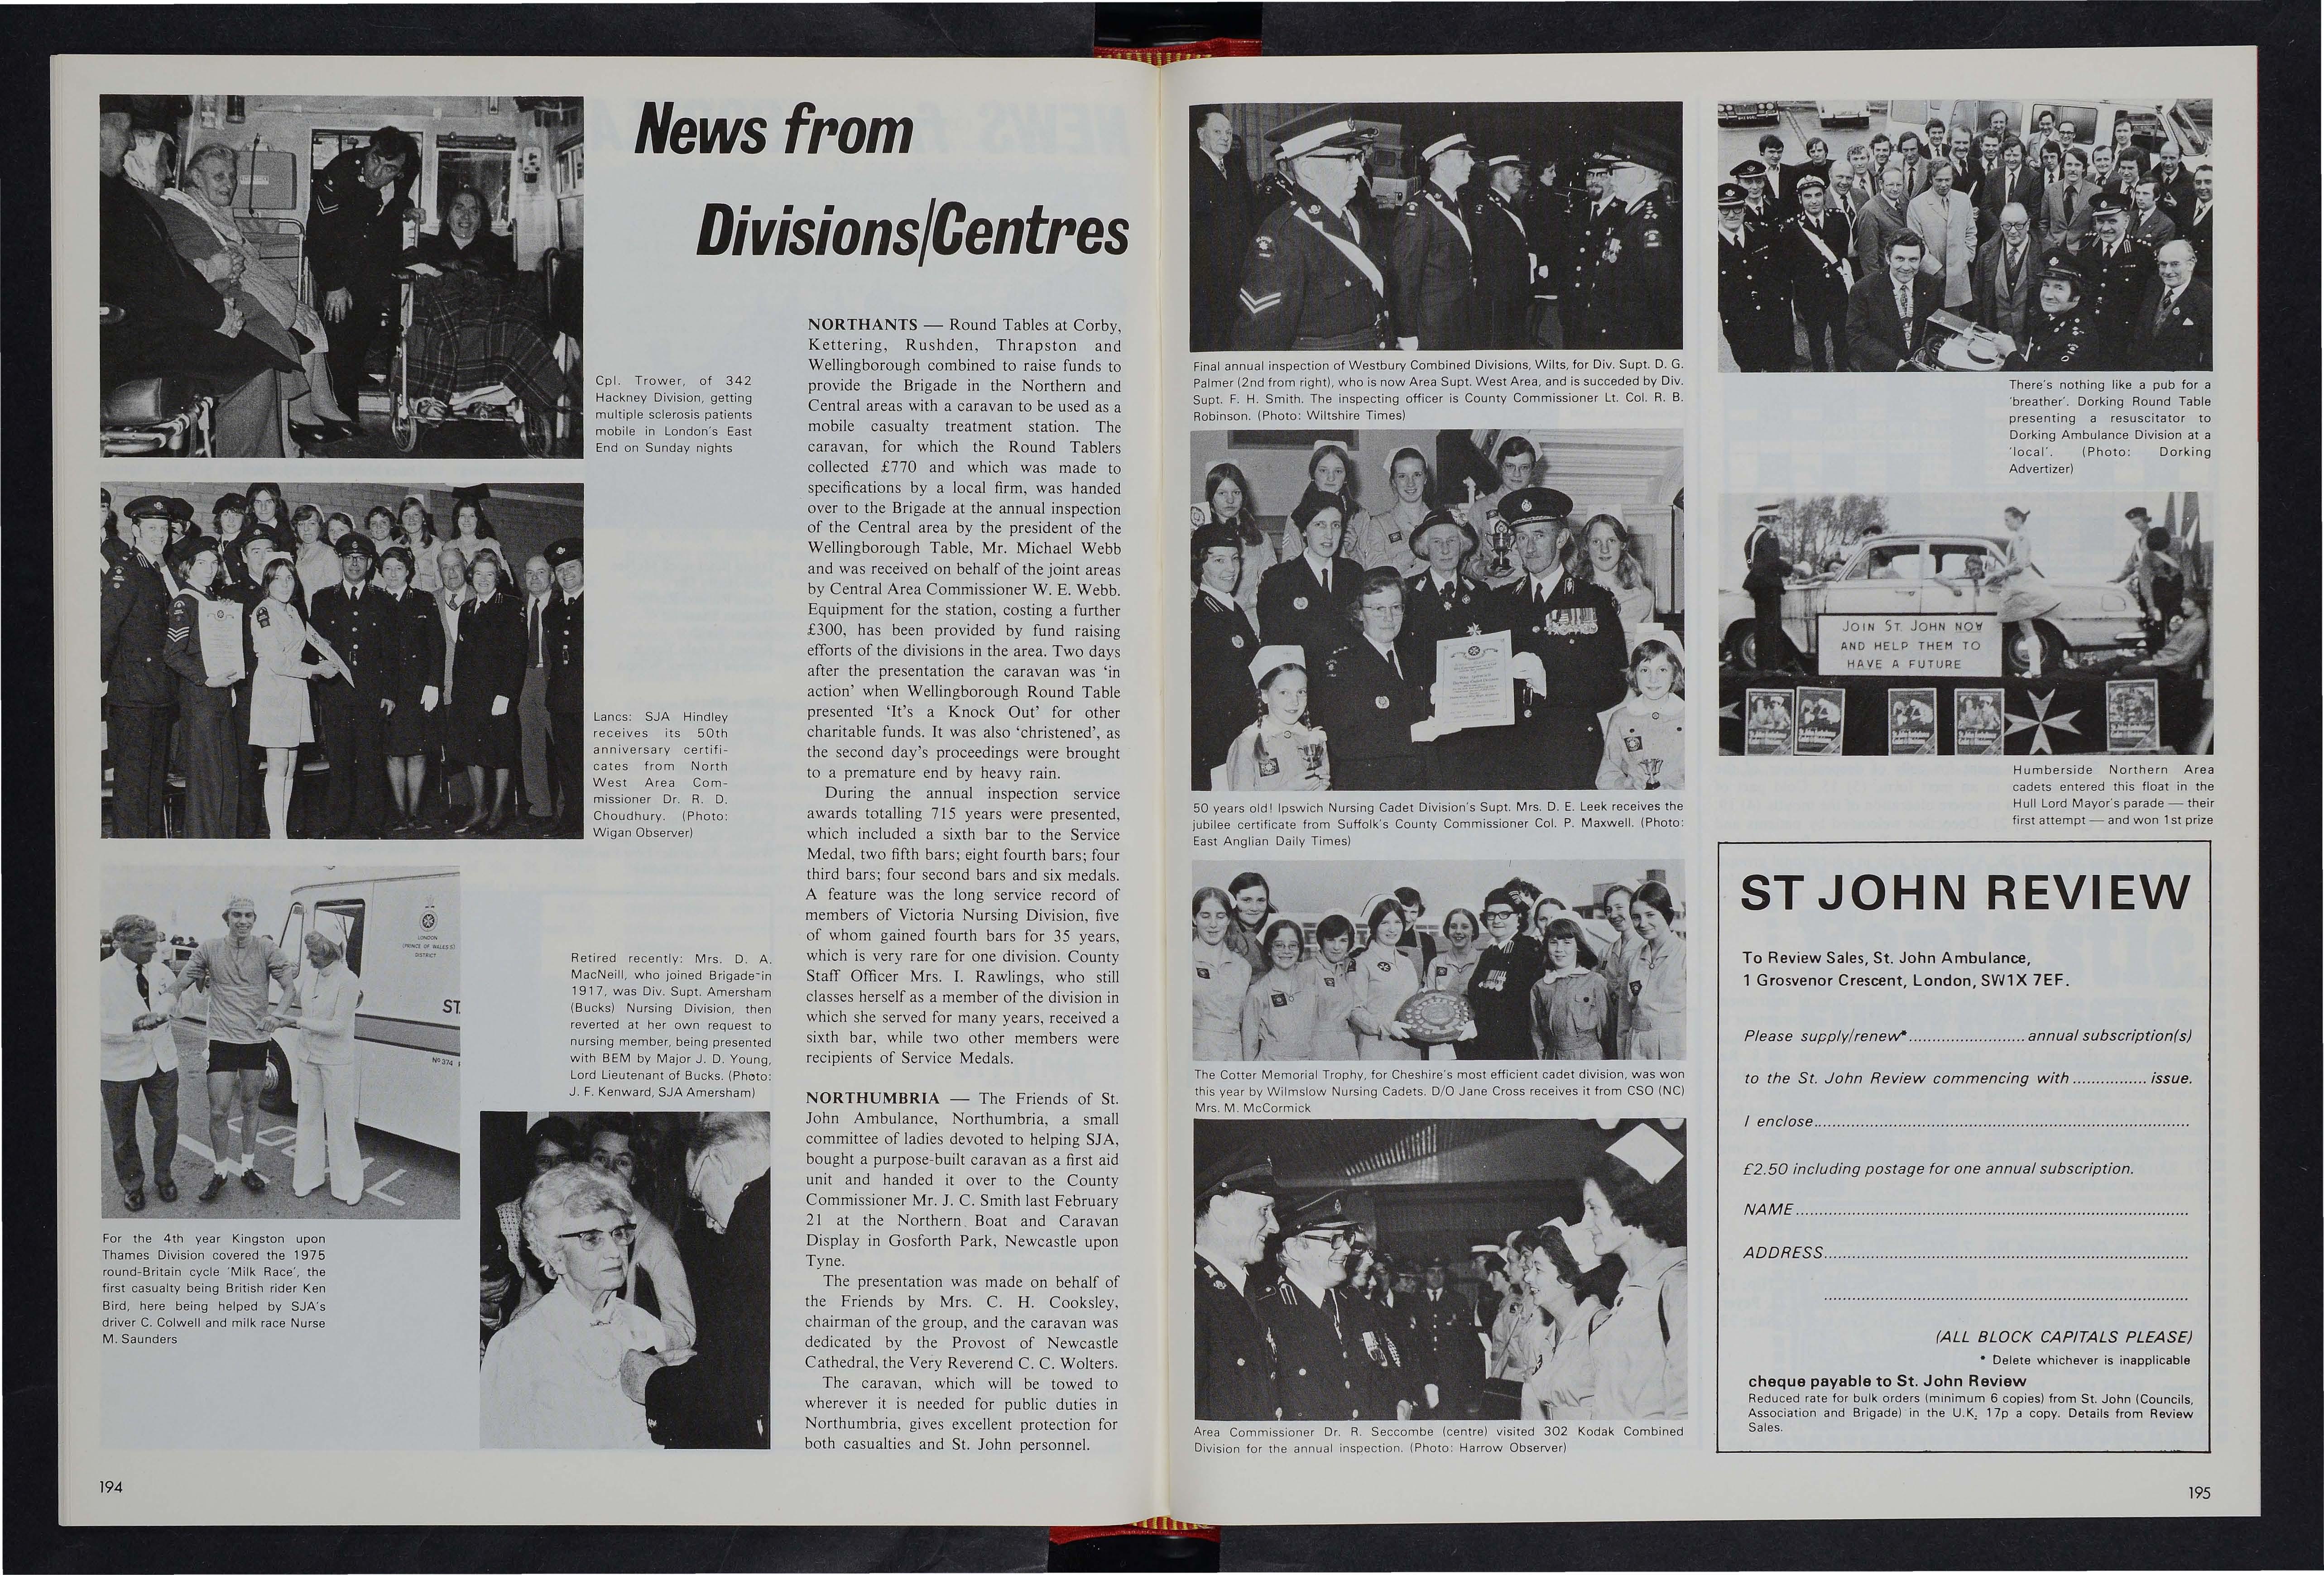 News from
Divisions/Centres
Cpl. Trower, of 342
Hackney Division, getting
multiple sclerosis patients
mobile in London's East
End on Sunday nights
Lancs: SJA Hindley
receives its 50th
anniversary certifi-
cates from North
West Area Com-
missioner Dr. R. D.
Choudhury. (Photo:
Wigan Observer)
LONDON
(PRINCE OF WALES'S)
DISTRICT
ST.
Nº 374
Retired recently: Mrs. D. A.
MacNeill, who joined Brigade in
1917, was Div. Supt. Amersham
(Bucks) Nursing Division, then
reverted at her own request to
nursing member, being presented
with BEM by Major J. D. Young,
Lord Lieutenant of Bucks. (Photo:
J. F. Kenward, SJA Amersham)
For the 4th year Kingston upon
Thames Division covered the 1975
round-Britain cycle 'Milk Race', the
first casualty being British rider Ken
Bird, here being helped by SJA's
driver C. Colwell and milk race Nurse
M. Saunders
NORTHANTS — Round Tables at Corby,
Kettering, Rushden, Thrapston and
Wellingborough combined to raise funds to
provide the Brigade in the Northern and
Central areas with a caravan to be used as a
mobile casualty treatment station. The
caravan, for which the Round Tablers
collected £770 and which was made to
specifications by a local firm, was handed
over to the Brigade at the annual inspection
of the Central area by the president of the
Wellingborough Table, Mr. Michael Webb
and was received on behalf of the joint areas
by Central Area Commissioner W. E. Webb.
Equipment for the station, costing a further
£300, has been provided by fund raising
efforts of the divisions in the area. Two days
after the presentation the caravan was 'in
action' when Wellingborough Round Table
presented 'It's a Knock Out' for other
charitable funds. It was also 'christened', as
the second day's proceedings were brought
to a premature end by heavy rain.
During the annual inspection service
awards totalling 715 years were presented,
which included a sixth bar to the Service
Medal, two fifth bars; eight fourth bars; four
third bars; four second bars and six medals.
A feature was the long service record of
members of Victoria Nursing Division, five
of whom gained fourth bars for 35 years,
which is very rare for one division. County
Staff Officer Mrs. I. Rawlings, who still
classes herself as a member of the division in
which she served for many years, received a
sixth bar, while two other members were
recipients of Service Medals.
NORTHUMBRIA — The Friends of St.
John Ambulance, Northumbria, a small
committee of ladies devoted to helping SJA,
bought a purpose-built caravan as a first aid
unit and handed it over to the County
Commissioner Mr. J. C. Smith last February
21 at the Northern Boat and Caravan
Display in Gosforth Park, Newcastle upon
Tyne.
The presentation was made on behalf of
the Friends by Mrs. C. H. Cooksley,
chairman of the group, and the caravan was
dedicated by the Provost of Newcastle
Cathedral, the Very Reverend C. C. Wolters.
The caravan, which will be towed to
wherever it is needed for public duties in
Northumbria, gives excellent protection for
both casualties and St. John personnel.
194
Final annual inspection of Westbury Combined Divisions, Wilts, for Div. Supt. D. G.
Palmer (2nd from right), who is now Area Supt. West Area, and is succeded by Div.
Supt. F. H. Smith. The inspecting officer is County Commissioner Lt. Col. R. B.
Robinson. (Photo: Wiltshire Times)
50 years old! Ipswich Nursing Cadet Division's Supt. Mrs. D. E. Leek receives the
jubilee certificate from Suffolk's County Commissioner Col. P. Maxwell. (Photo:
East Anglian Daily Times)
The Cotter Memorial Trophy, for Cheshire's most efficient cadet division, was won
this year by Wilmslow Nursing Cadets. D/O Jane Cross receives it from CSO (NC)
Mrs. M. McCormick
Area Commissioner Dr. R. Seccombe (centre) visited 302 Kodak Combined
Division for the annual inspection. (Photo: Harrow Observer)
There's nothing like a pub for a
'breather'. Dorking Round Table
presenting a resuscitator to
Dorking Ambulance Division at a
'local'. (Photo: Dorking
Advertizer)
JOIN ST. JOHN NOW
AND HELP THEM TO
HAVE A FUTURE
Humberside Northern Area
cadets entered this float in the
Hull Lord Mayor's parade — their
first attempt — and won 1st prize
ST JOHN REVIEW
To Review Sales, St. John Ambulance,
1 Grosvenor Crescent, London, SW1X 7EF.
Please supply/renew*.......................... annual subscription(s)
to the St. John Review commencing with ................ issue.
I enclose....................................................................................
£2.50 including postage for one annual subscription.
NAME........................................................................................
ADDRESS..................................................................................
..................................................................................
(ALL BLOCK CAPITALS PLEASE)
* Delete whichever is inapplicable
cheque payable to St. John Review
Reduced rate for bulk orders (minimum 6 copies) from St. John (Councils,
Association and Brigade) in the U.K. 17p a copy. Details from Review
Sales.
195